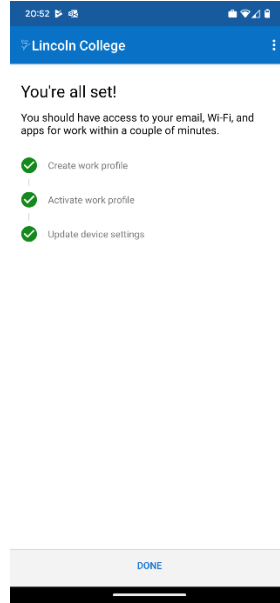 20:52
Lincoln College
You're all set!
You should have access to your email, Wi-Fi, and
apps for work within a couple of minutes.
Create work profile
Activate work profile
Update device settings
DONE